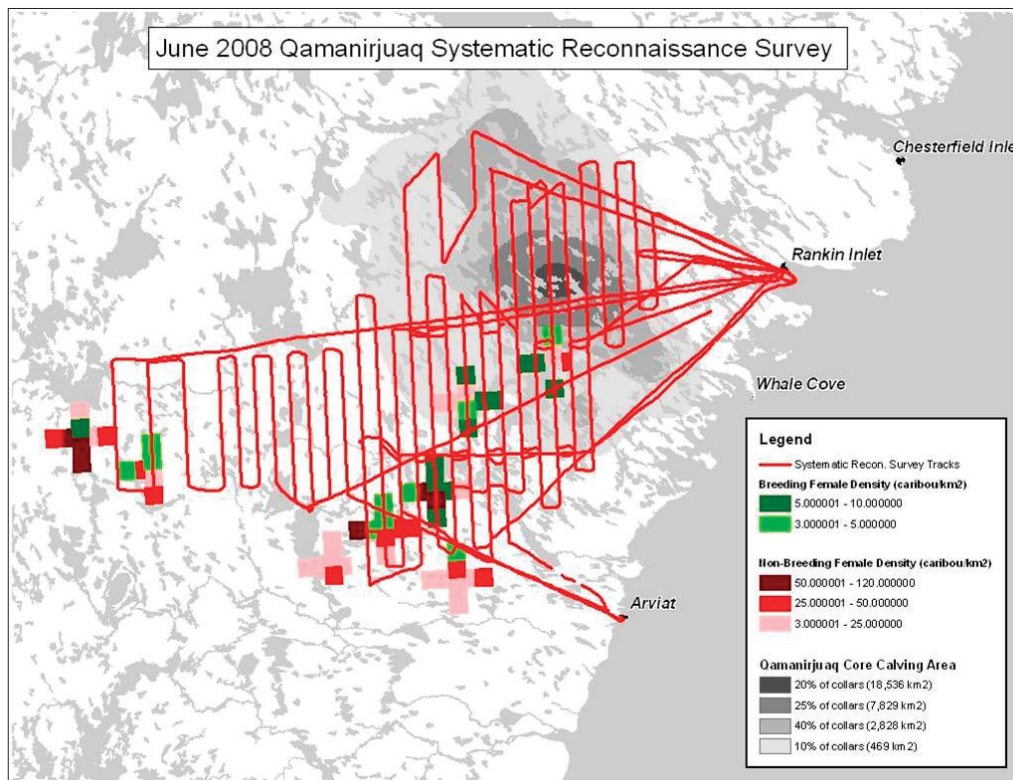 June 2008 Qamanirjuaq Systematic Reconnaissance Survey
Chesterfield Inle
Rankin Inlet
Whale Cove
Arviat
Legend
Systematic Recon. Survey Tracks
Breeding Female Density (caribou/km2)
5.000001 - 10.000000
3.000001 - 5.000000
Non-Breeding Female Density (caribou/km2)
50.000001 - 120.000000
25.000001 - 50.000000
3.000001 - 25.000000
Qamanirjuaq Core Calving Area
20% of collars (18,536 km2)
25% of collars (7,829 km2)
40% of collars (2,828 km2)
10% of collars (469 km2)